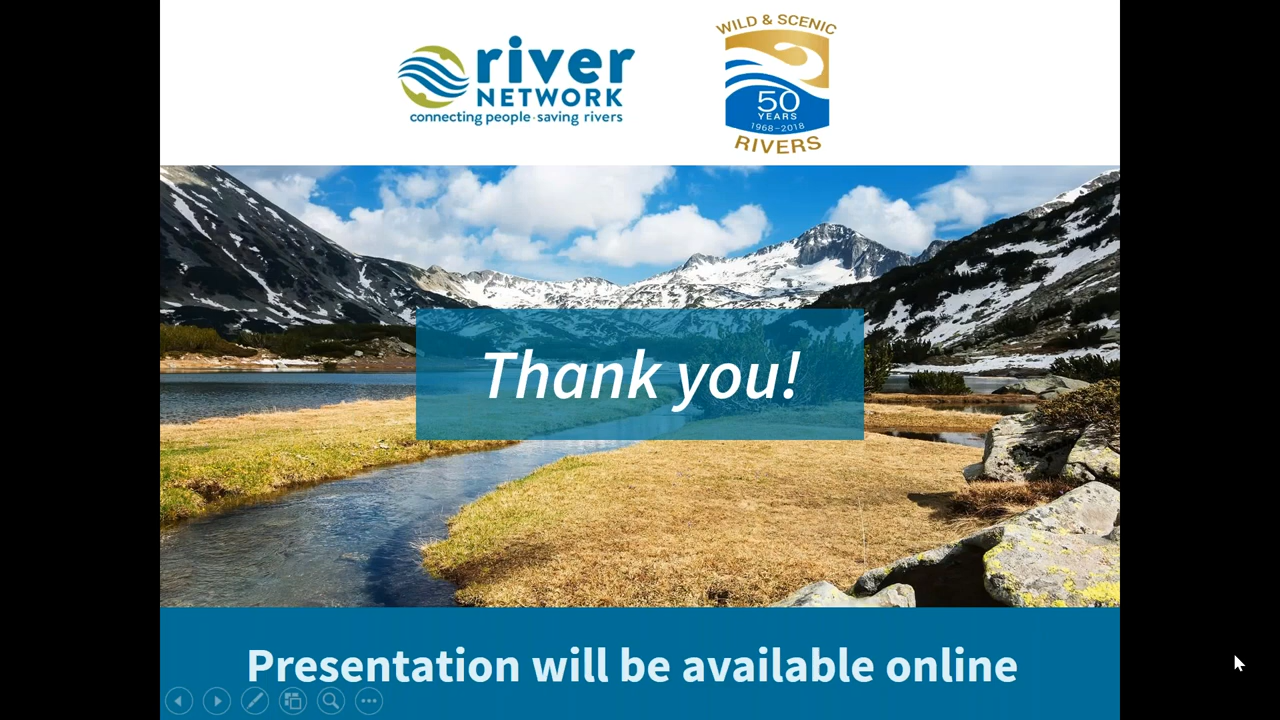 river
NETWORK
connecting people·saving rivers
WILD & SCENIC
50
YEARS
1968–2018
RIVERS
Thank you!
Presentation will be available online